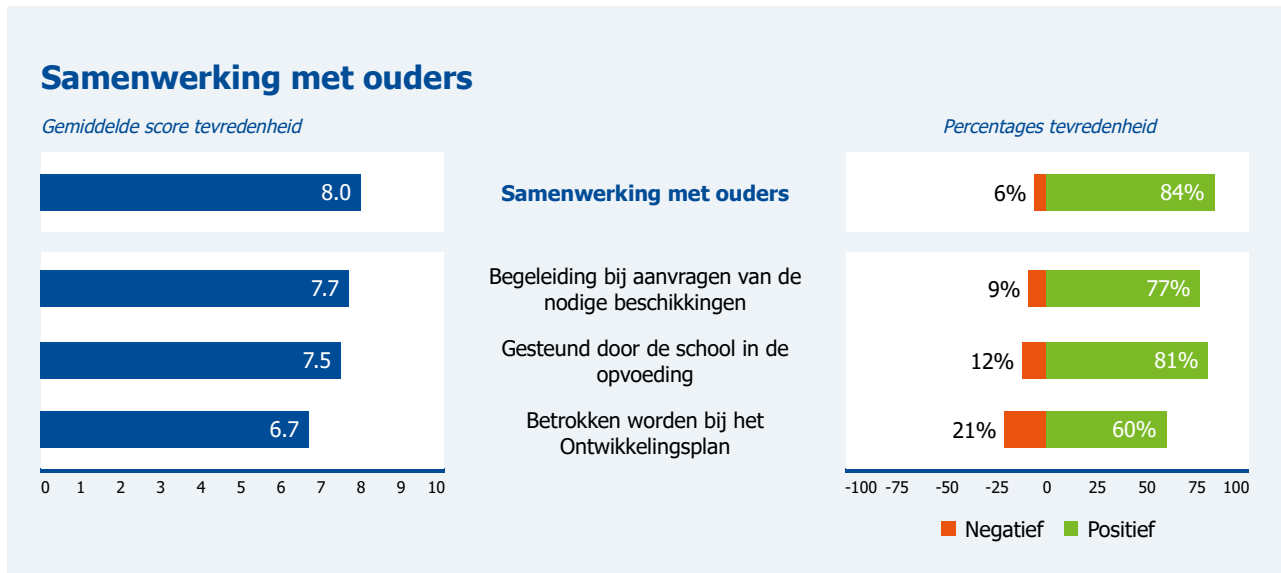 Samenwerking met ouders
Gemiddelde score tevredenheid
Percentages tevredenheid
8.0
Samenwerking met ouders
6%
84%
7.7
Begeleiding bij aanvragen van de
nodige beschikkingen
9%
77%
7.5
Gesteund door de school in de
opvoeding
12%
81%
6.7
Betrokken worden bij het
Ontwikkelingsplan
21%
60%
0 1 2 3 4 5 6 7 8 9 10
-100 -75 -50 -25 0 25 50 75 100
Negatief Positief